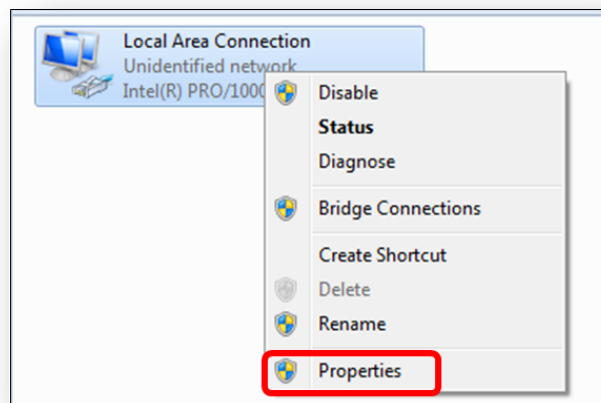 Local Area Connection
Unidentified network
Intel(R) PRO/1000
Disable
Status
Diagnose
Bridge Connections
Create Shortcut
Delete
Rename
Properties